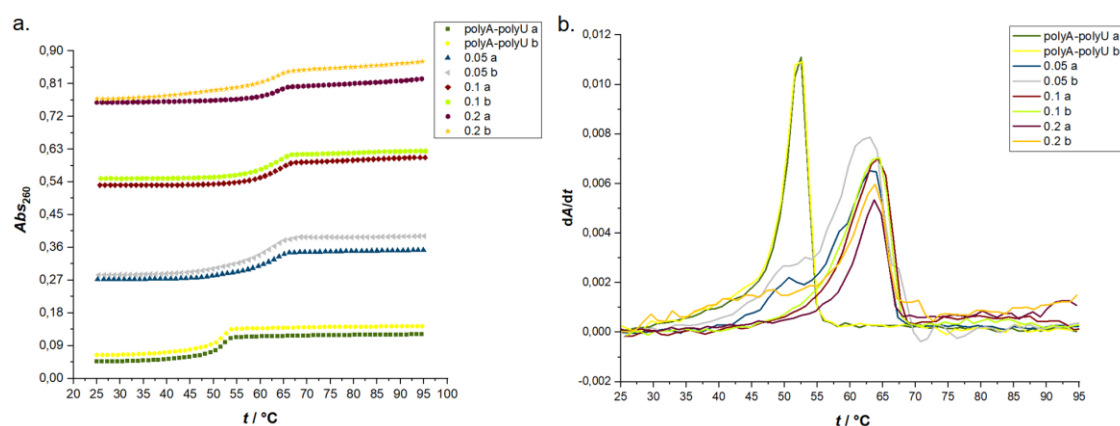 a.
polyA-polyU a
polyA-polyU b
0.05 a
0.05 b
0.1 a
0.1 b
0.2 a
0.2 b
0,90
0,81
0,72
0,63
0,54
0,45
0,36
0,27
0,18
0,09
0,00
Abs260
20 25 30 35 40 45 50 55 60 65 70 75 80 85 90 95 100
t / °C
b.
polyA-polyU a
polyA-polyU b
0.05 a
0.05 b
0.1 a
0.1 b
0.2 a
0.2 b
0,012
0,010
0,008
0,006
0,004
0,002
0,000
-0,002
dA/dt
25 30 35 40 45 50 55 60 65 70 75 80 85 90 95
t / °C